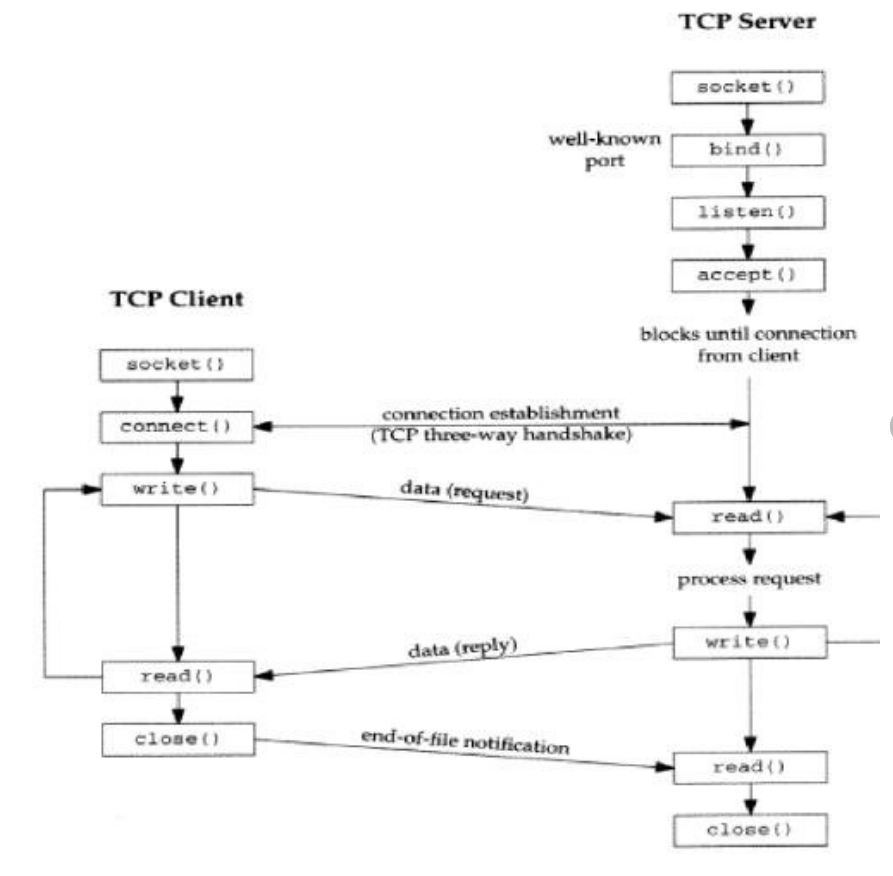 TCP Server
socket()
well-known
port
bind()
listen()
accept()
TCP Client
blocks until connection
from client
socket()
connection establishment
(TCP three-way handshake)
connect()
write()
data (request)
read()
process request
write()
data (reply)
read()
close()
end-of-file notification
read()
close()